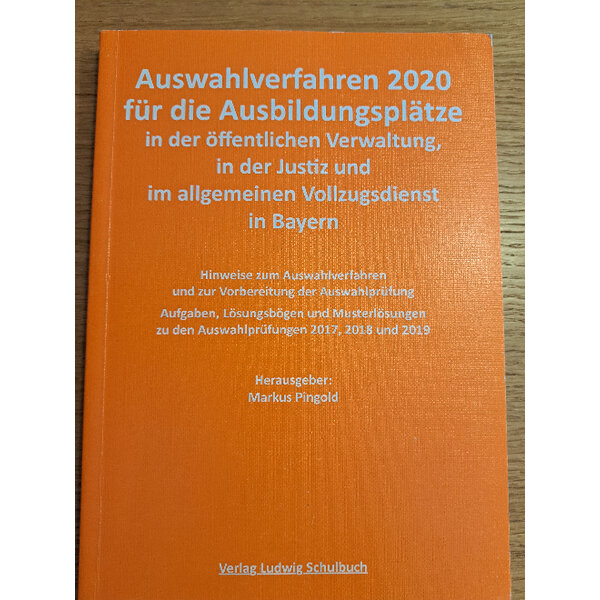 Auswahlverfahren 2020
für die Ausbildungsplätze
in der öffentlichen Verwaltung,
in der Justiz und
im allgemeinen Vollzugsdienst
in Bayern
Hinweise zum Auswahlverfahren
und zur Vorbereitung der Auswahlprüfung
Aufgaben, Lösungsbögen und Musterlösungen
zu den Auswahlprüfungen 2017, 2018 und 2019
Herausgeber:
Markus Pingold
Verlag Ludwig Schulbuch